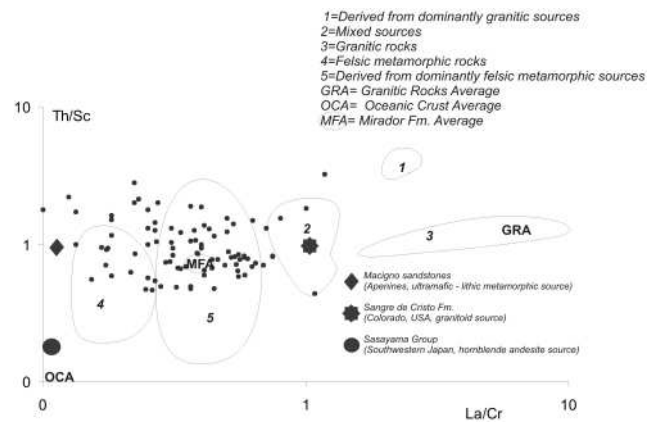 1=Derived from dominantly granitic sources
2=Mixed sources
3=Granitic rocks
4=Felsic metamorphic rocks
5=Derived from dominantly felsic metamorphic sources
GRA= Granitic Rocks Average
OCA= Oceanic Crust Average
MFA= Mirador Fm. Average
10
Th/Sc
1
2
1
3
GRA
MFA
4
5
Macigno sandstones
(Apenines, ultramafic - lithic metamorphic source)
Sangre de Cristo Fm.
(Colorado, USA, granitoid source)
Sasayama Group
(Southwestern Japan, hornblende andesite source)
OCA
0
0
1
10
La/Cr